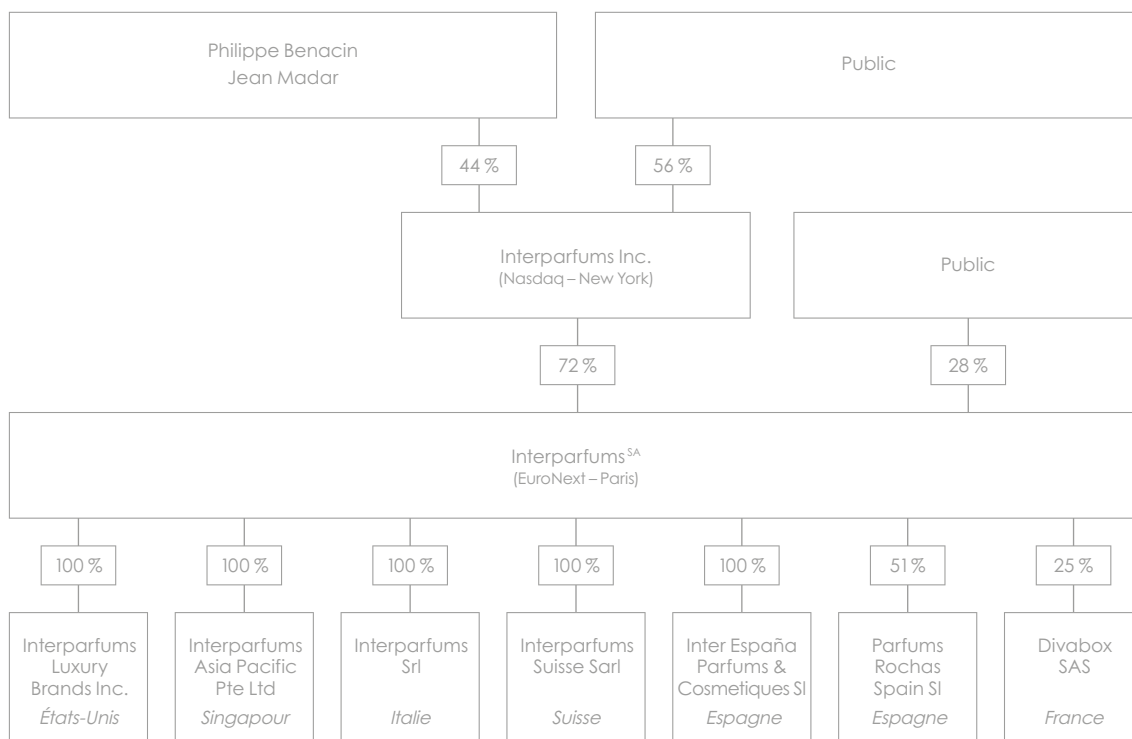 Philippe Benacin
Jean Madar
Public
44 %
56 %
Interparfums Inc.
(Nasdaq – New York)
Public
72 %
28 %
Interparfums SA
(EuroNext – Paris)
100 %
100 %
100 %
100 %
100 %
51 %
25 %
Interparfums
Luxury
Brands Inc.
États-Unis
Interparfums
Asia Pacific
Pte Ltd
Singapour
Interparfums
Srl
Italie
Interparfums
Suisse Sarl
Suisse
Inter España
Parfums &
Cosmetiques Sl
Espagne
Parfums
Rochas
Spain Sl
Espagne
Divabox
SAS
France